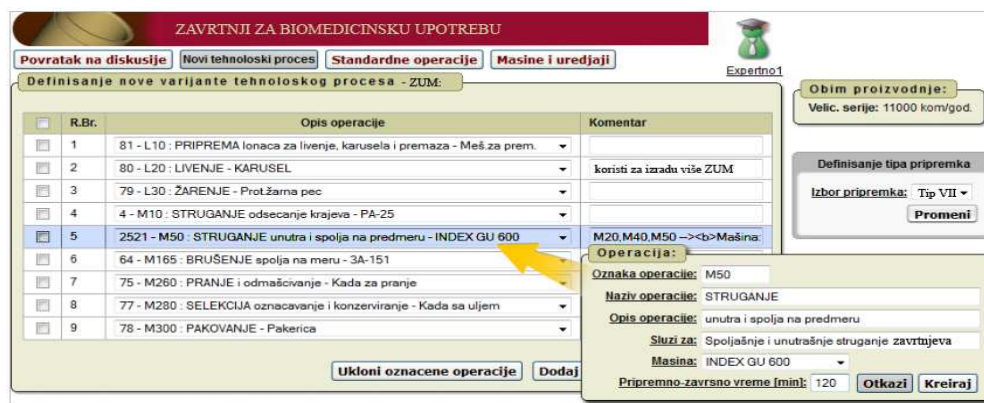 ZAVRTNJI ZA BIOMEDICINSKU UPOTREBU
Povratak na diskusije Novi tehnoloski proces Standardne operacije Masine i uredjaji
Expertno1
Definisanje nove varijante tehnoloskog procesa - ZUM:
R.Br. Opis operacije Komentar
1 81 - L10 : PRIPREMA lonaca za livenje, karusela i premaza - Meš.za prem.
2 80 - L20 : LIVENJE - KARUSEL koristi za izradu više ZUM
3 79 - L30 : ŽARENJE - Prot.žarna pec
4 4 - M10 : STRUGANJE odsecanje krajeva - PA-25
5 2521 - M50 : STRUGANJE unutra i spolja na predmeru - INDEX GU 600 M20,M40,M50 --><b>Mašina:
6 64 - M165 : BRUŠENJE spolja na meru - 3A-151
7 75 - M260 : PRANJE i odmašcivanje - Kada za pranje
8 77 - M280 : SELEKCIJA oznacavanje i konzerviranje - Kada sa uljem
9 78 - M300 : PAKOVANJE - Pakerica
Ukloni oznacene operacije Dodaj
Obim proizvodnje:
Velic. serije: 11000 kom/god.
Definisanje tipa pripremka
Izbor pripremka: Tip VII
Promeni
Operacija:
Oznaka operacije: M50
Naziv operacije: STRUGANJE
Opis operacije: unutra i spolja na predmeru
Sluzi za: Spoljašnje i unutrašnje struganje zavrtnjeva
Masina: INDEX GU 600
Pripremno-zavrsno vreme [min]: 120 Otkazi Kreiraj